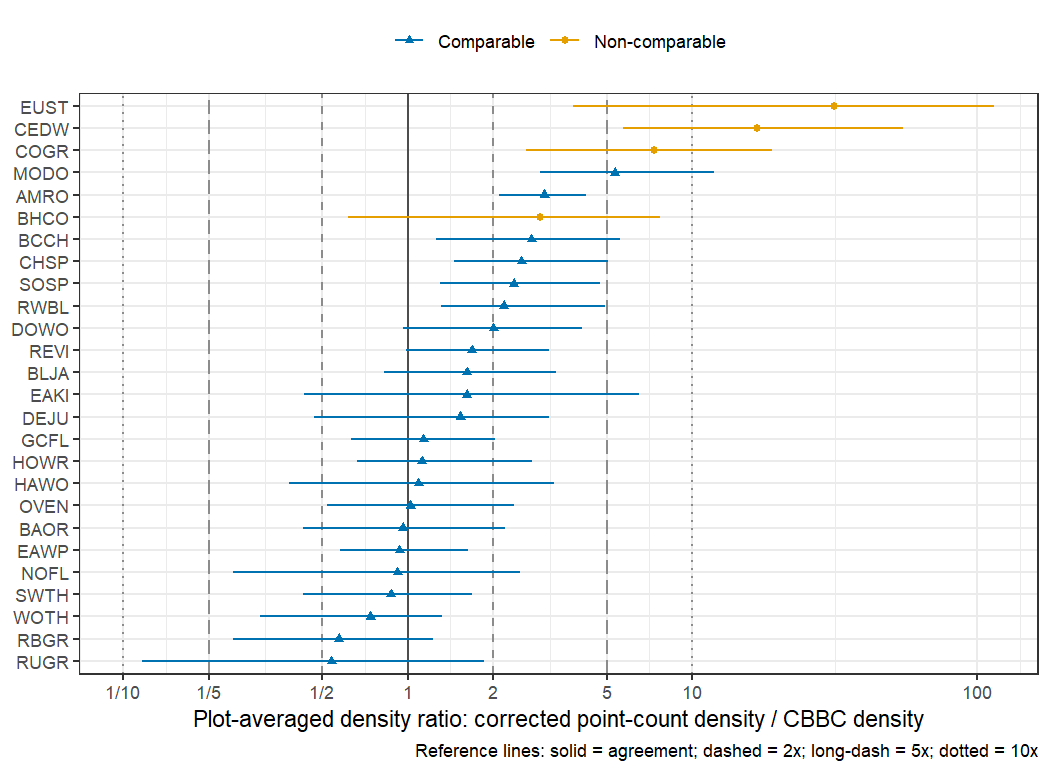 Comparable Non-comparable
EUST
CEDW
COGR
MODO
AMRO
BHCO
BCCH
CHSP
SOSP
RWBL
DOWO
REVI
BLJA
EAKI
DEJU
GCFL
HOWR
HAWO
OVEN
BAOR
EAWP
NOFL
SWTH
WOTH
RBGR
RUGR
1/10 1/5 1/2 1 2 5 10 100
Plot-averaged density ratio: corrected point-count density / CBBC density
Reference lines: solid = agreement; dashed = 2x; long-dash = 5x; dotted = 10x